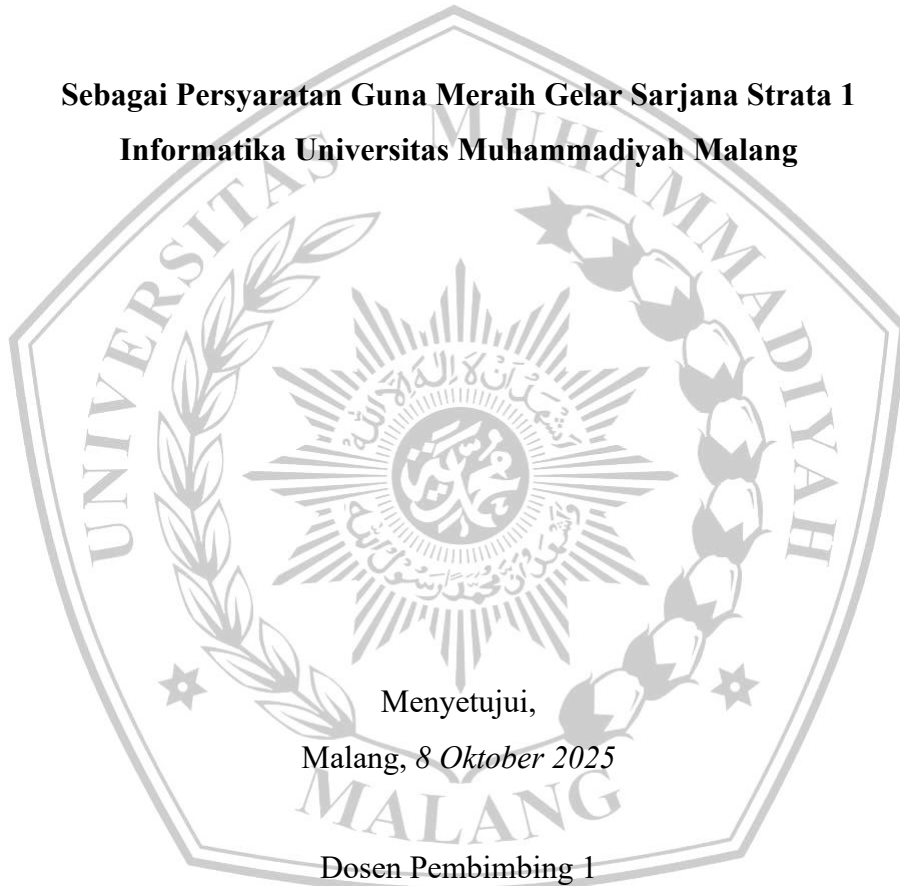 Sebagai Persyaratan Guna Meraih Gelar Sarjana Strata 1
Informatika Universitas Muhammadiyah Malang
UNIVERSITAS MUHAMMADIYAH
Menyetujui,
Malang, 8 Oktober 2025
MALANG
Dosen Pembimbing 1